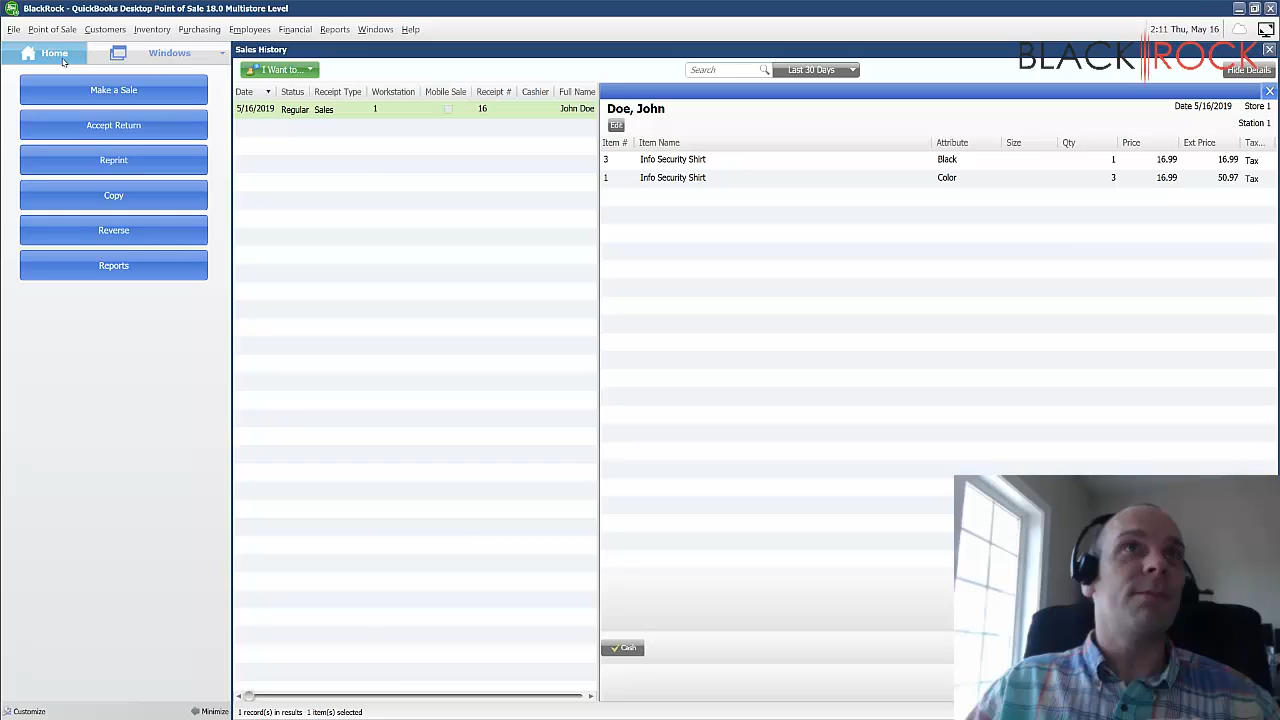 BlackRock - QuickBooks Desktop Point of Sale 18.0 Multistore Level
File Point of Sale Customers Inventory Purchasing Employees Financial Reports Windows Help
2:11 Thu, May 16
Home Windows
Sales History
BLACK ROCK
I Want to...
Search
Last 30 Days
Hide Details
Make a Sale
Accept Return
Reprint
Copy
Reverse
Reports
Date Status Receipt Type Workstation Mobile Sale Receipt # Cashier Full Name
5/16/2019 Regular Sales 1 16 John Doe
Doe, John
Date 5/16/2019 Store 1
Edit
Station 1
Item # Item Name Attribute Size Qty Price Ext Price Tax...
3 Info Security Shirt Black 1 16.99 16.99 Tax
1 Info Security Shirt Color 3 16.99 50.97 Tax
Cash
Customize
Minimize
1 record(s) in results 1 item(s) selected